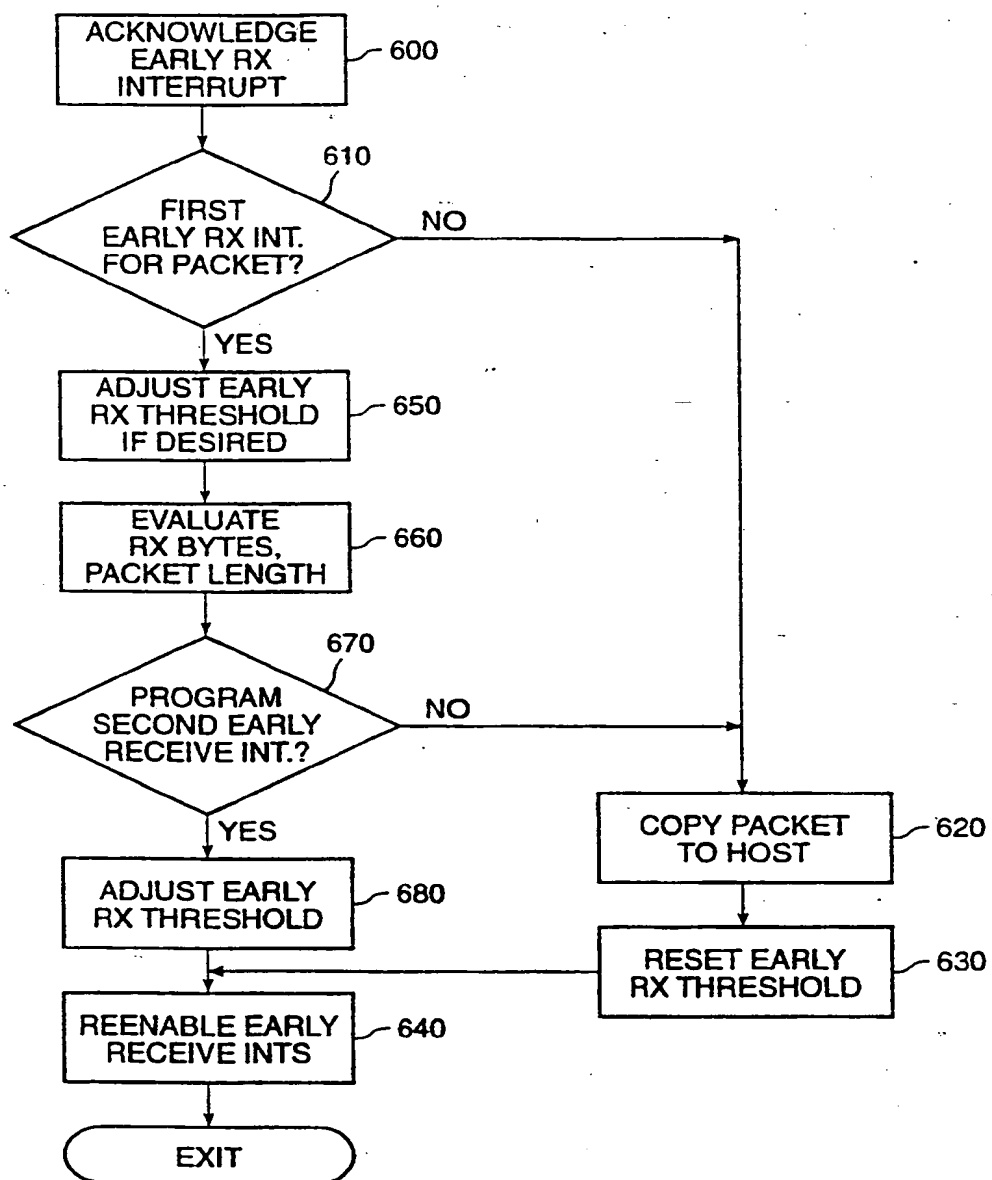 ACKNOWLEDGE
EARLY RX
INTERRUPT
600
610
FIRST
EARLY RX INT.
FOR PACKET?
NO
YES
ADJUST EARLY
RX THRESHOLD
IF DESIRED
650
EVALUATE
RX BYTES,
PACKET LENGTH
660
670
PROGRAM
SECOND EARLY
RECEIVE INT.?
NO
YES
COPY PACKET
TO HOST
620
ADJUST EARLY
RX THRESHOLD
680
RESET EARLY
RX THRESHOLD
630
REENABLE EARLY
RECEIVE INTS
640
EXIT